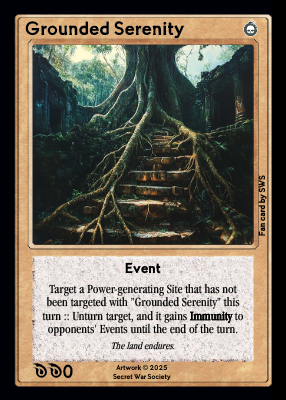 Grounded Serenity
Fan card by SWS
Event
Target a Power-generating Site that has not
been targeted with "Grounded Serenity" this
turn :: Unturn target, and it gains Immunity to
opponents' Events until the end of the turn.
The land endures.
Artwork © 2025
Secret War Society